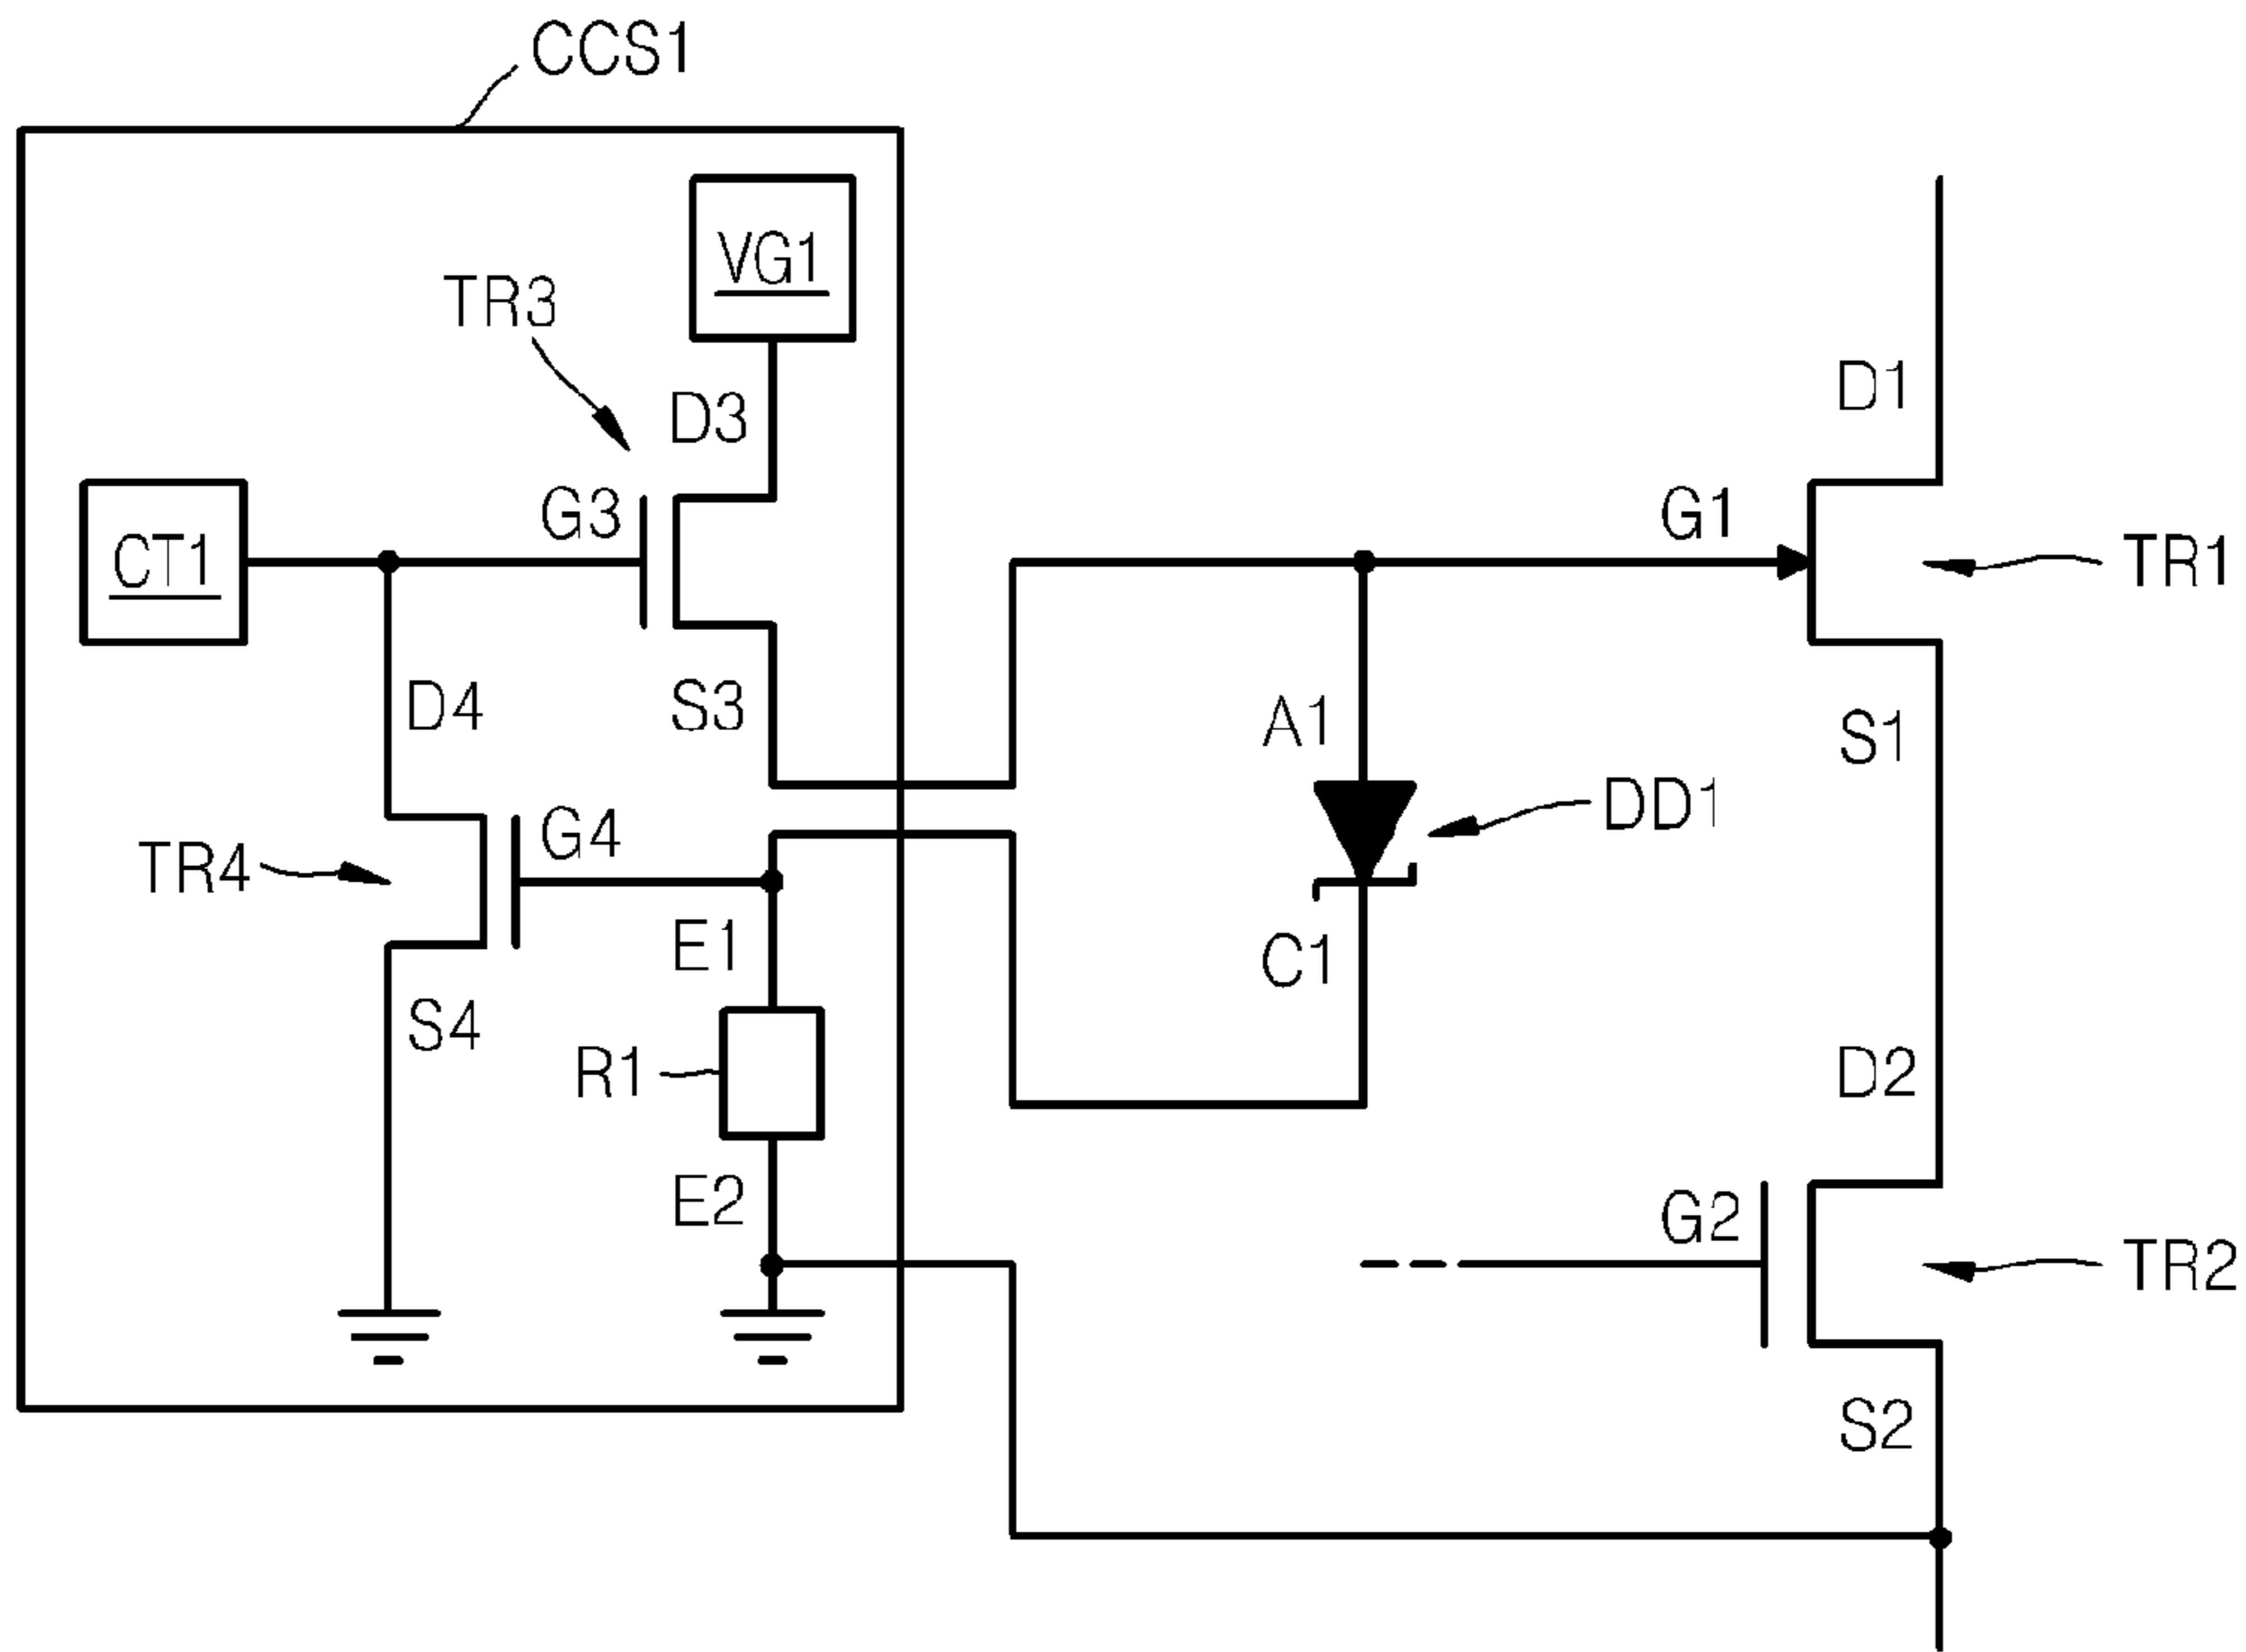 CCS1
VG1
TR3
D3
D1
G3
G1
CT1
TR1
D4
S3
A1
S1
DD1
G4
TR4
E1
C1
S4
R1
D2
E2
G2
TR2
S2